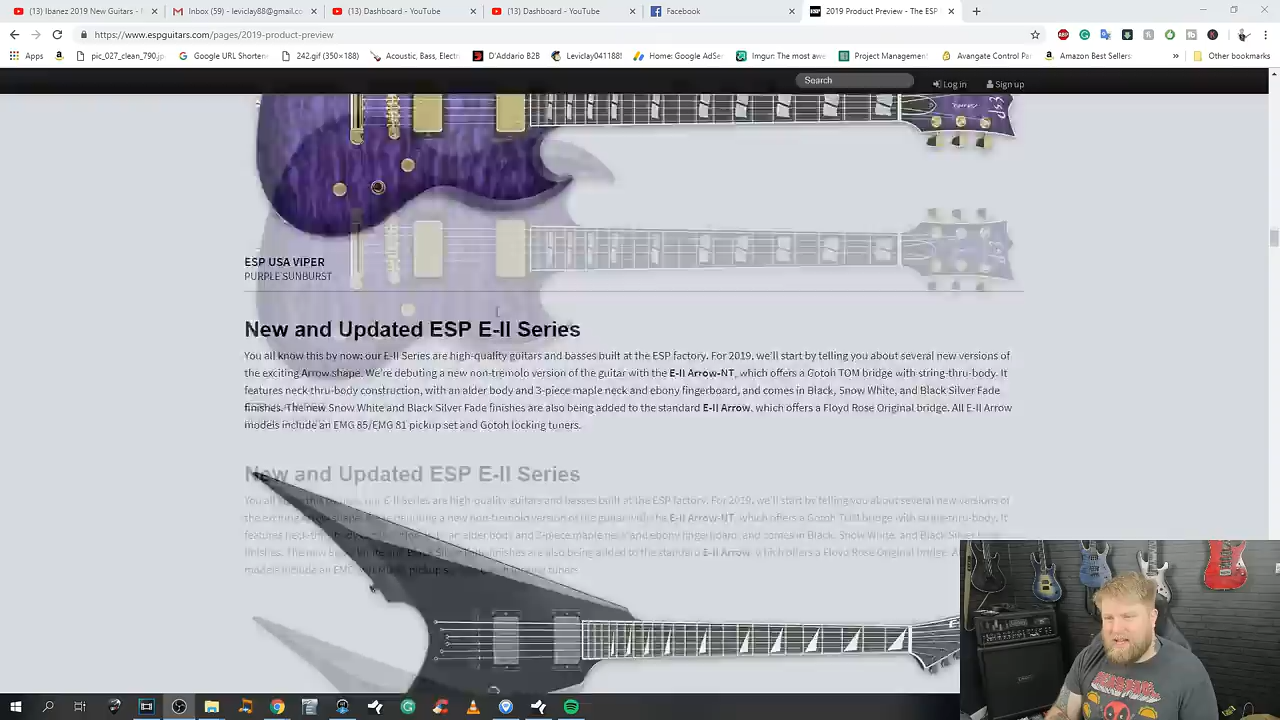 (13) Ibanez 2019 New Guitars -
Inbox (59) - leviclay88@gmail.co
(13) Dashboard - YouTube
(13) Dashboard - YouTube
Facebook
2019 Product Preview - The ESP
https://www.espguitars.com/pages/2019-product-preview
Apps
pic_027_clean_790.jp
Google URL Shortene
242.gif (350×188)
Acoustic, Bass, Electri
D'Addario B2B
Leviclay0411888
Home: Google AdSen
Imgur: The most awe
Project Management
Avangate Control Par
Amazon Best Sellers:
Other bookmarks
Search
Log in
Sign up
ESP USA VIPER
PURPLE SUNBURST
New and Updated ESP E-II Series
You all know this by now: our E-II Series are high-quality guitars and basses built at the ESP factory. For 2019, we'll start by telling you about several new versions of
the exciting Arrow shape. We're debuting a new non-tremolo version of the guitar with the E-II Arrow-NT, which offers a Gotoh TOM bridge with string-thru-body. It
features neck-thru-body construction, with an alder body and 3-piece maple neck and ebony fingerboard, and comes in Black, Snow White, and Black Silver Fade
finishes. The new Snow White and Black Silver Fade finishes are also being added to the standard E-II Arrow, which offers a Floyd Rose Original bridge. All E-II Arrow
models include an EMG 85/EMG 81 pickup set and Gotoh locking tuners.
New and Updated ESP E-II Series